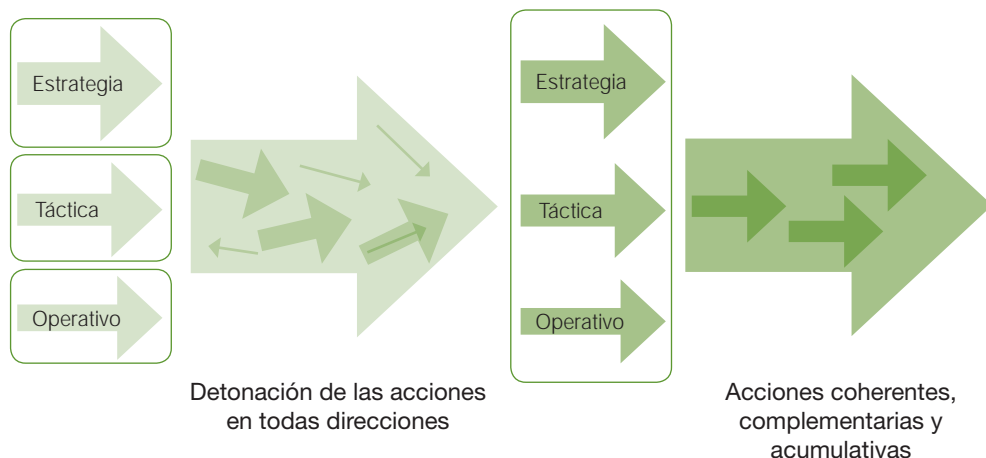 Estrategia
Táctica
Operativo
Detonación de las acciones
en todas direcciones
Estrategia
Táctica
Operativo
Acciones coherentes,
complementarias y
acumulativas